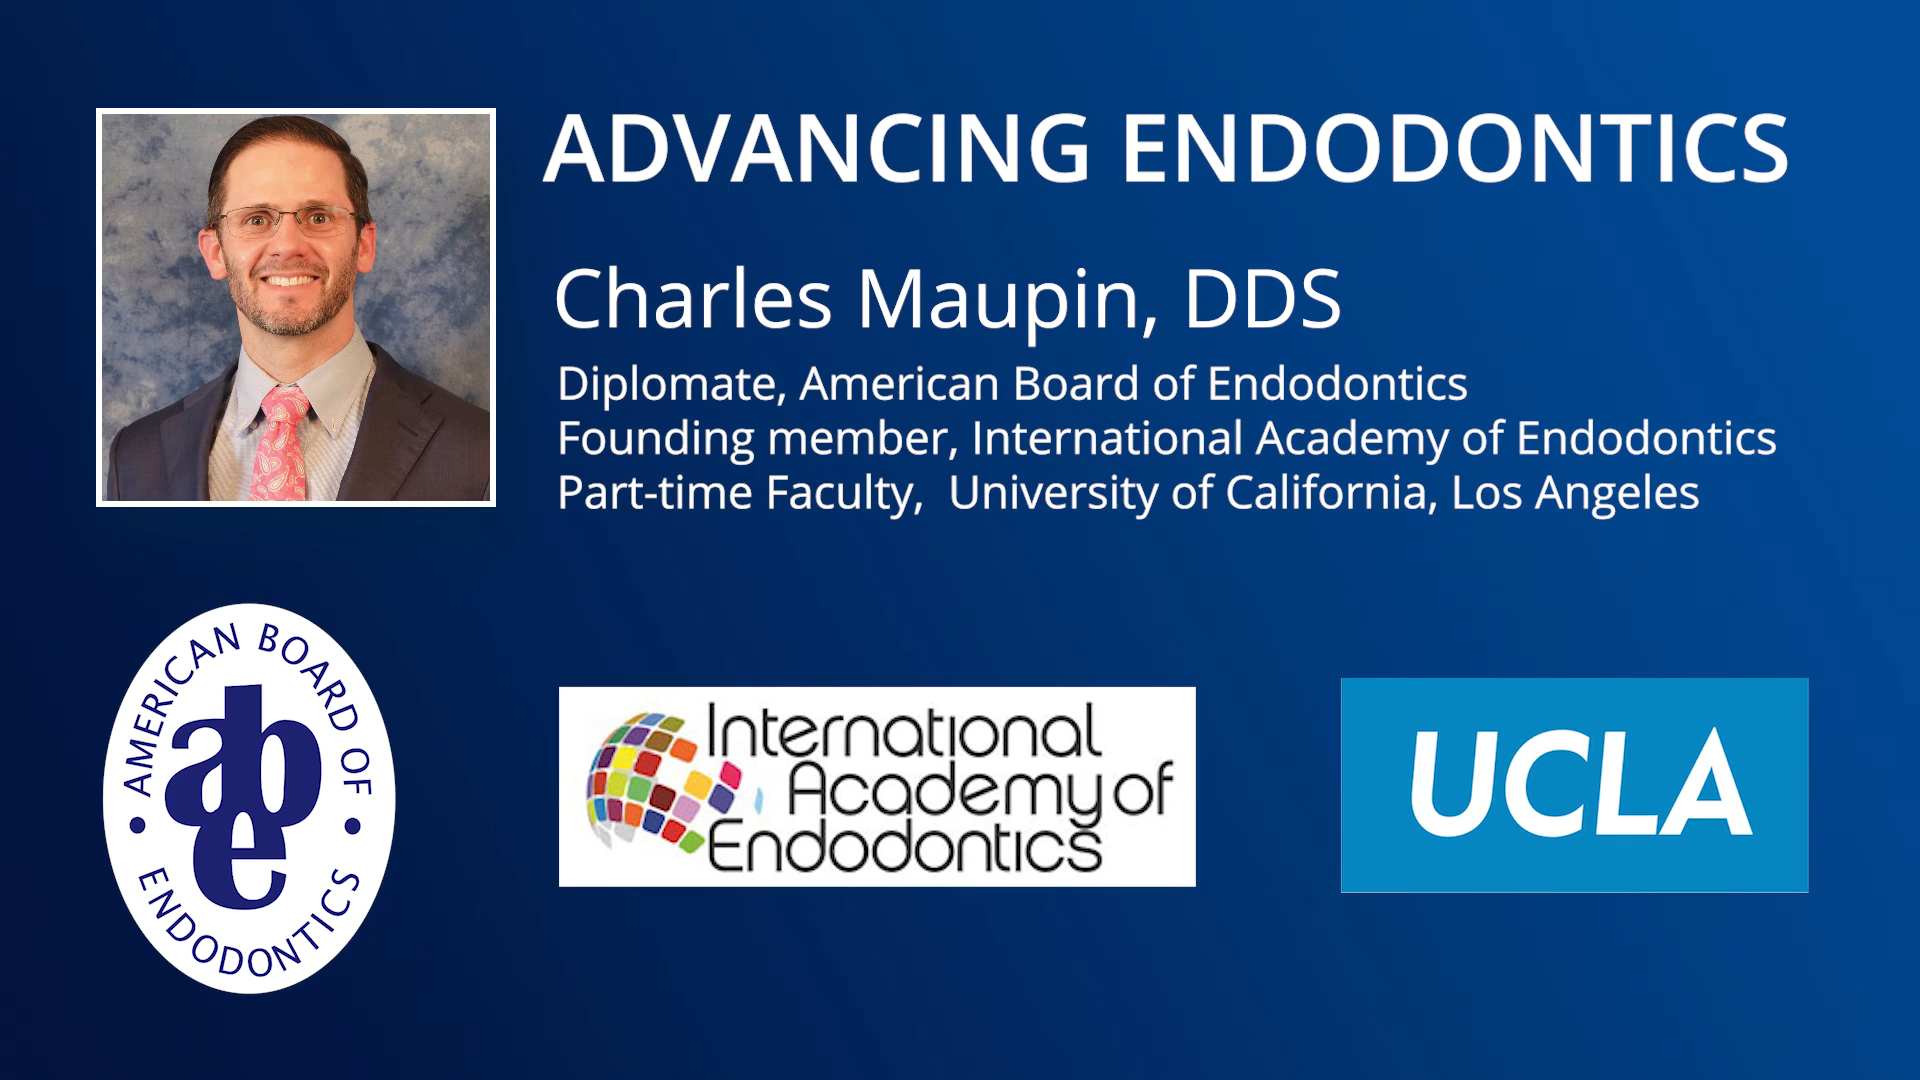 ADVANCING ENDODONTICS
Charles Maupin, DDS
Diplomate, American Board of Endodontics
Founding member, International Academy of Endodontics
Part-time Faculty,  University of California, Los Angeles
AMERICAN BOARD OF
abe
ENDODONTICS
International
Academy of
Endodontics
UCLA